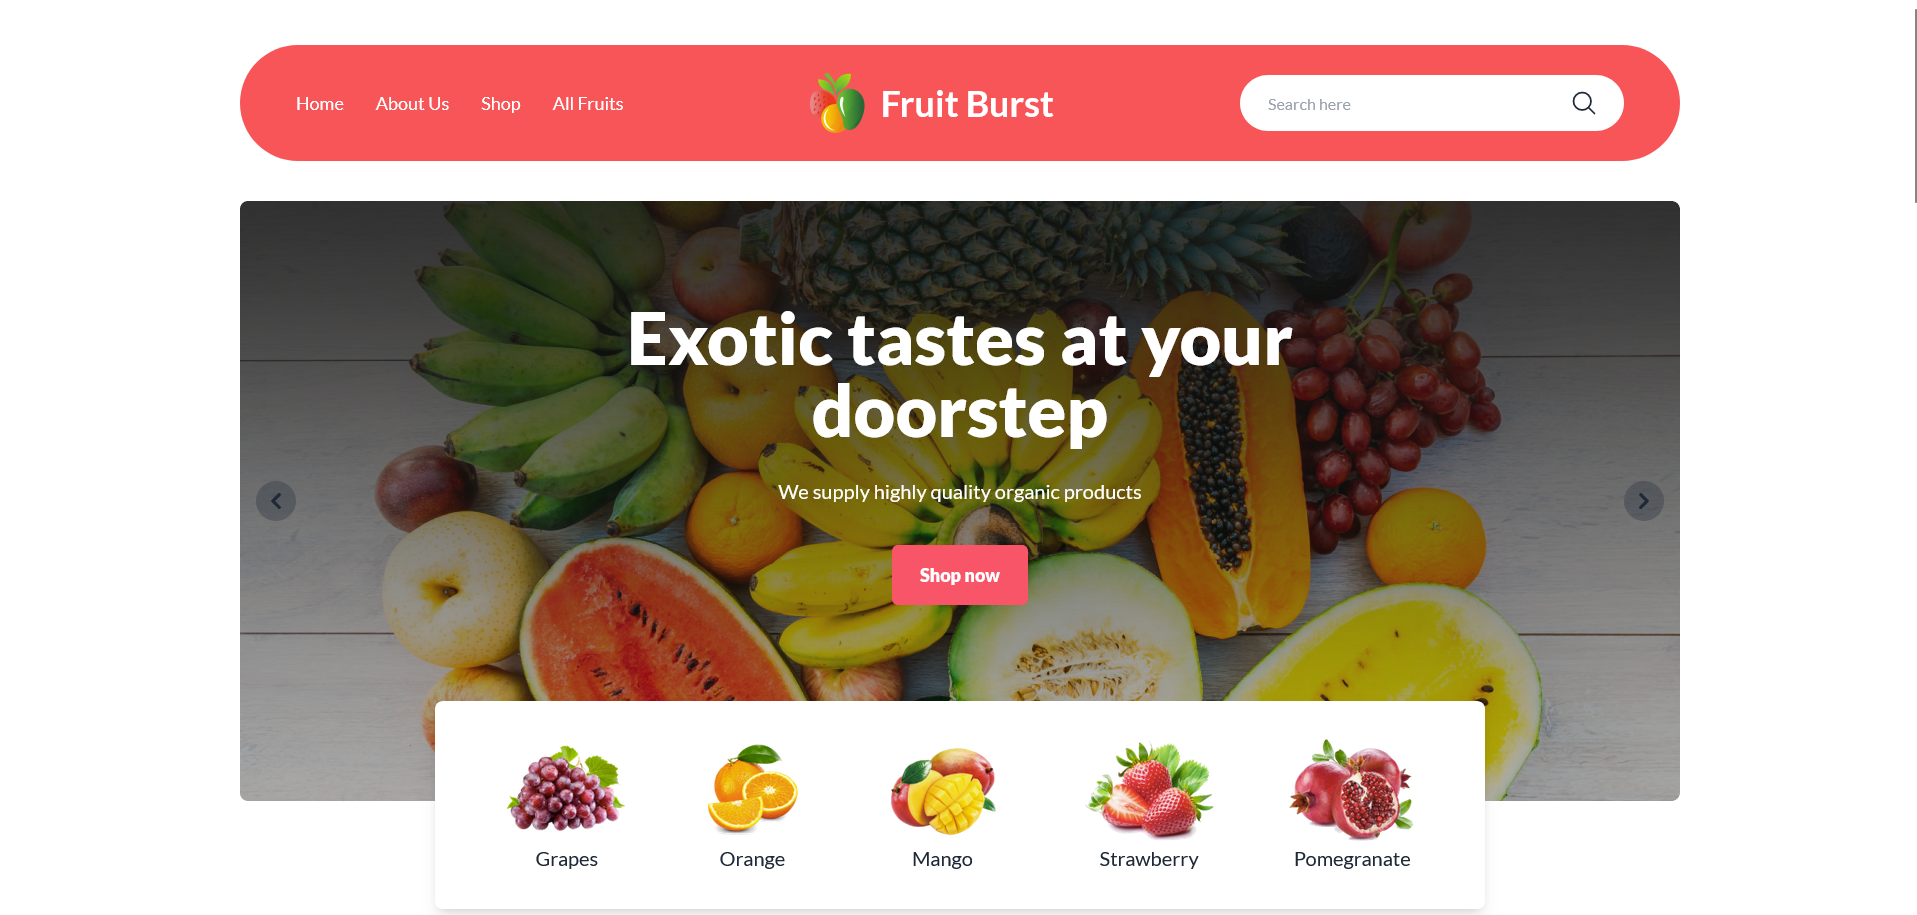 Home
About Us
Shop
All Fruits
Fruit Burst
Search here
Exotic tastes at your
doorstep
We supply highly quality organic products
Shop now
Grapes
Orange
Mango
Strawberry
Pomegranate